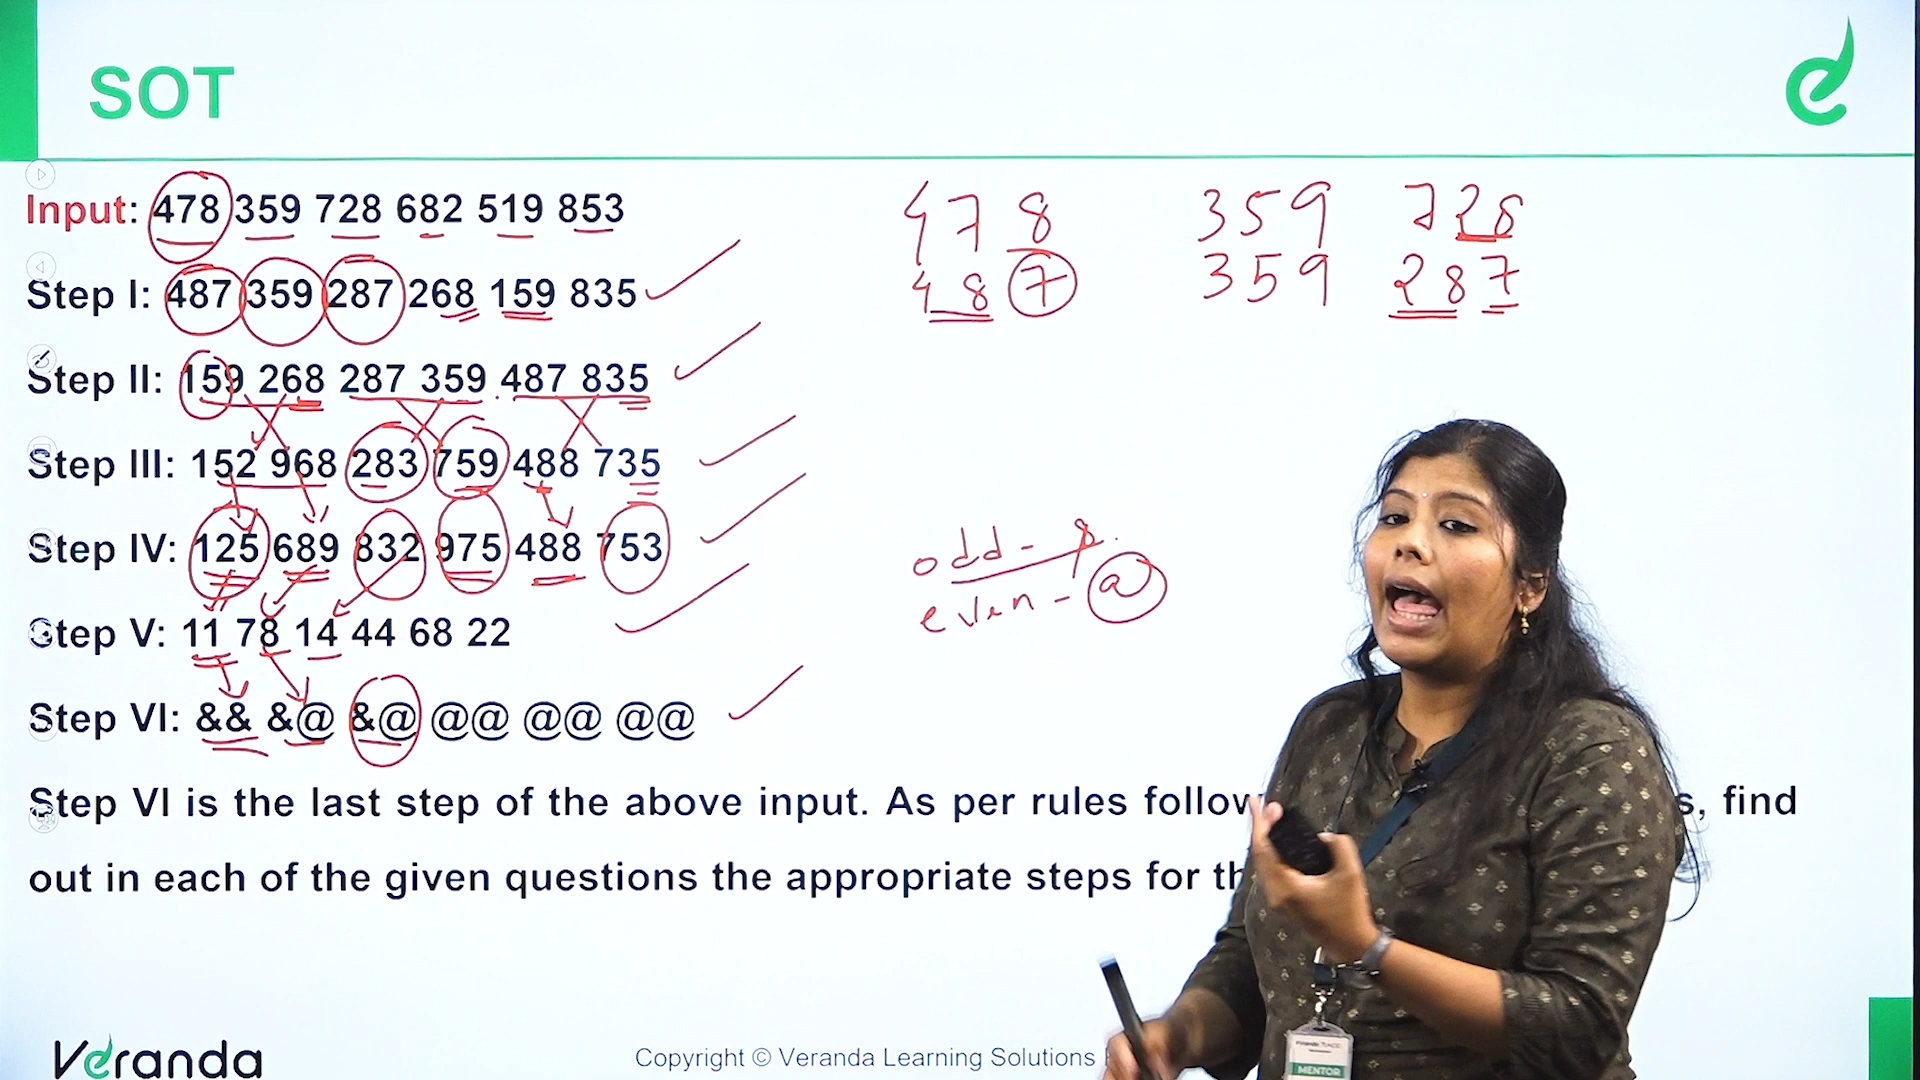 SOT
Input: 478 359 728 682 519 853
Step I: 487 359 287 268 159 835
Step II: 159 268 287 359 487 835
Step III: 152 968 283 759 488 735
Step IV: 125 689 832 975 488 753
Step V: 11 78 14 44 68 22
Step VI: && &@ &@ @@ @@ @@
Step VI is the last step of the above input. As per rules follow s, find
out in each of the given questions the appropriate steps for th
478 359 728
487 359 287
odd - &
even - @
Veranda
Copyright © Veranda Learning Solutions
MENTOR